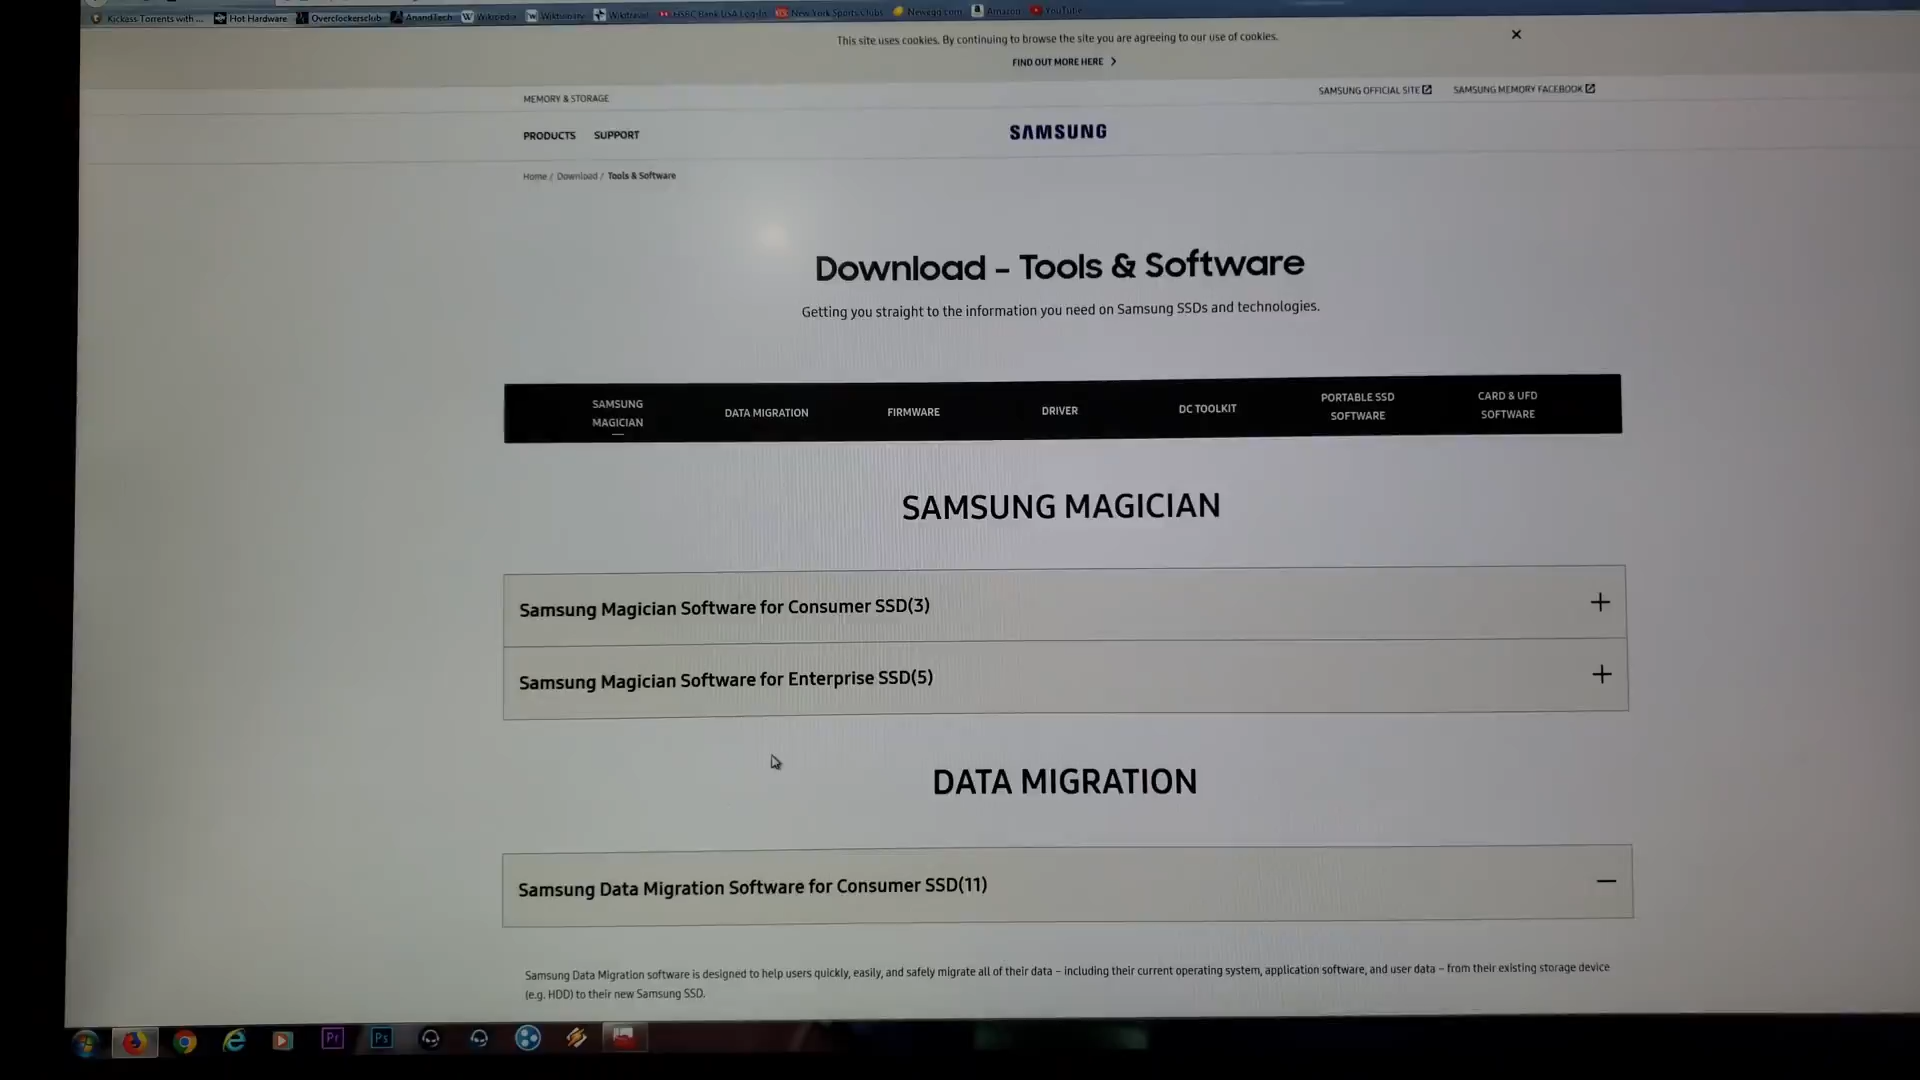 Kickass Torrents with ... Hot Hardware Overclockersclub AnandTech Wikipedia Wiktionary Wikitravel HSBC Bank USA Log-In New York Sports Clubs Newegg.com Amazon YouTube
This site uses cookies. By continuing to browse the site you are agreeing to our use of cookies.
FIND OUT MORE HERE
MEMORY & STORAGE
SAMSUNG OFFICIAL SITE SAMSUNG MEMORY FACEBOOK
PRODUCTS SUPPORT
SAMSUNG
Home / Download / Tools & Software
Download – Tools & Software
Getting you straight to the information you need on Samsung SSDs and technologies.
SAMSUNG MAGICIAN DATA MIGRATION FIRMWARE DRIVER DC TOOLKIT PORTABLE SSD SOFTWARE CARD & UFD SOFTWARE
SAMSUNG MAGICIAN
Samsung Magician Software for Consumer SSD(3)
Samsung Magician Software for Enterprise SSD(5)
DATA MIGRATION
Samsung Data Migration Software for Consumer SSD(11)
Samsung Data Migration software is designed to help users quickly, easily, and safely migrate all of their data – including their current operating system, application software, and user data – from their existing storage device
(e.g. HDD) to their new Samsung SSD.
Pr Ps